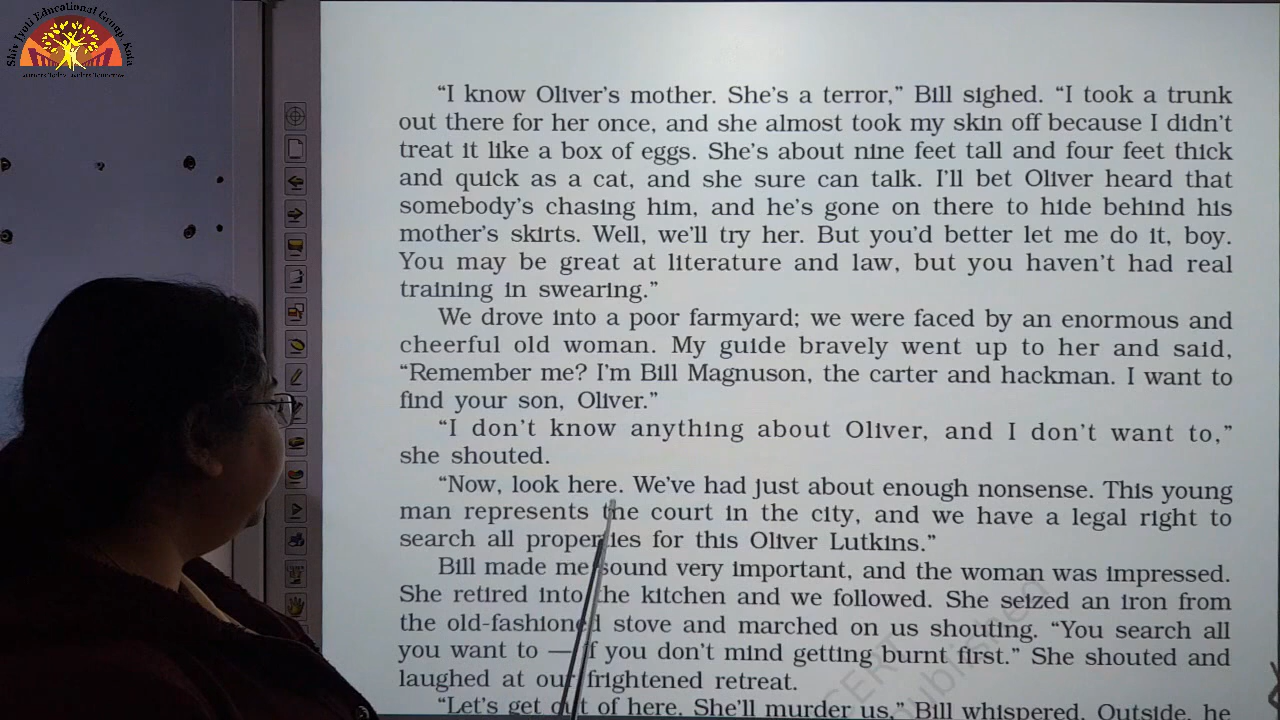 Shiv Jyoti Educational Group, Kota
“I know Oliver’s mother. She’s a terror,” Bill sighed. “I took a trunk
out there for her once, and she almost took my skin off because I didn’t
treat it like a box of eggs. She’s about nine feet tall and four feet thick
and quick as a cat, and she sure can talk. I’ll bet Oliver heard that
somebody’s chasing him, and he’s gone on there to hide behind his
mother’s skirts. Well, we’ll try her. But you’d better let me do it, boy.
You may be great at literature and law, but you haven’t had real
training in swearing.”
We drove into a poor farmyard; we were faced by an enormous and
cheerful old woman. My guide bravely went up to her and said,
“Remember me? I’m Bill Magnuson, the carter and hackman. I want to
find your son, Oliver.”
“I don’t know anything about Oliver, and I don’t want to,”
she shouted.
“Now, look here. We’ve had just about enough nonsense. This young
man represents the court in the city, and we have a legal right to
search all properties for this Oliver Lutkins.”
Bill made me sound very important, and the woman was impressed.
She retired into the kitchen and we followed. She seized an iron from
the old-fashioned stove and marched on us shouting. “You search all
you want to — if you don’t mind getting burnt first.” She shouted and
laughed at our frightened retreat.
“Let’s get out of here. She’ll murder us,” Bill whispered. Outside, he